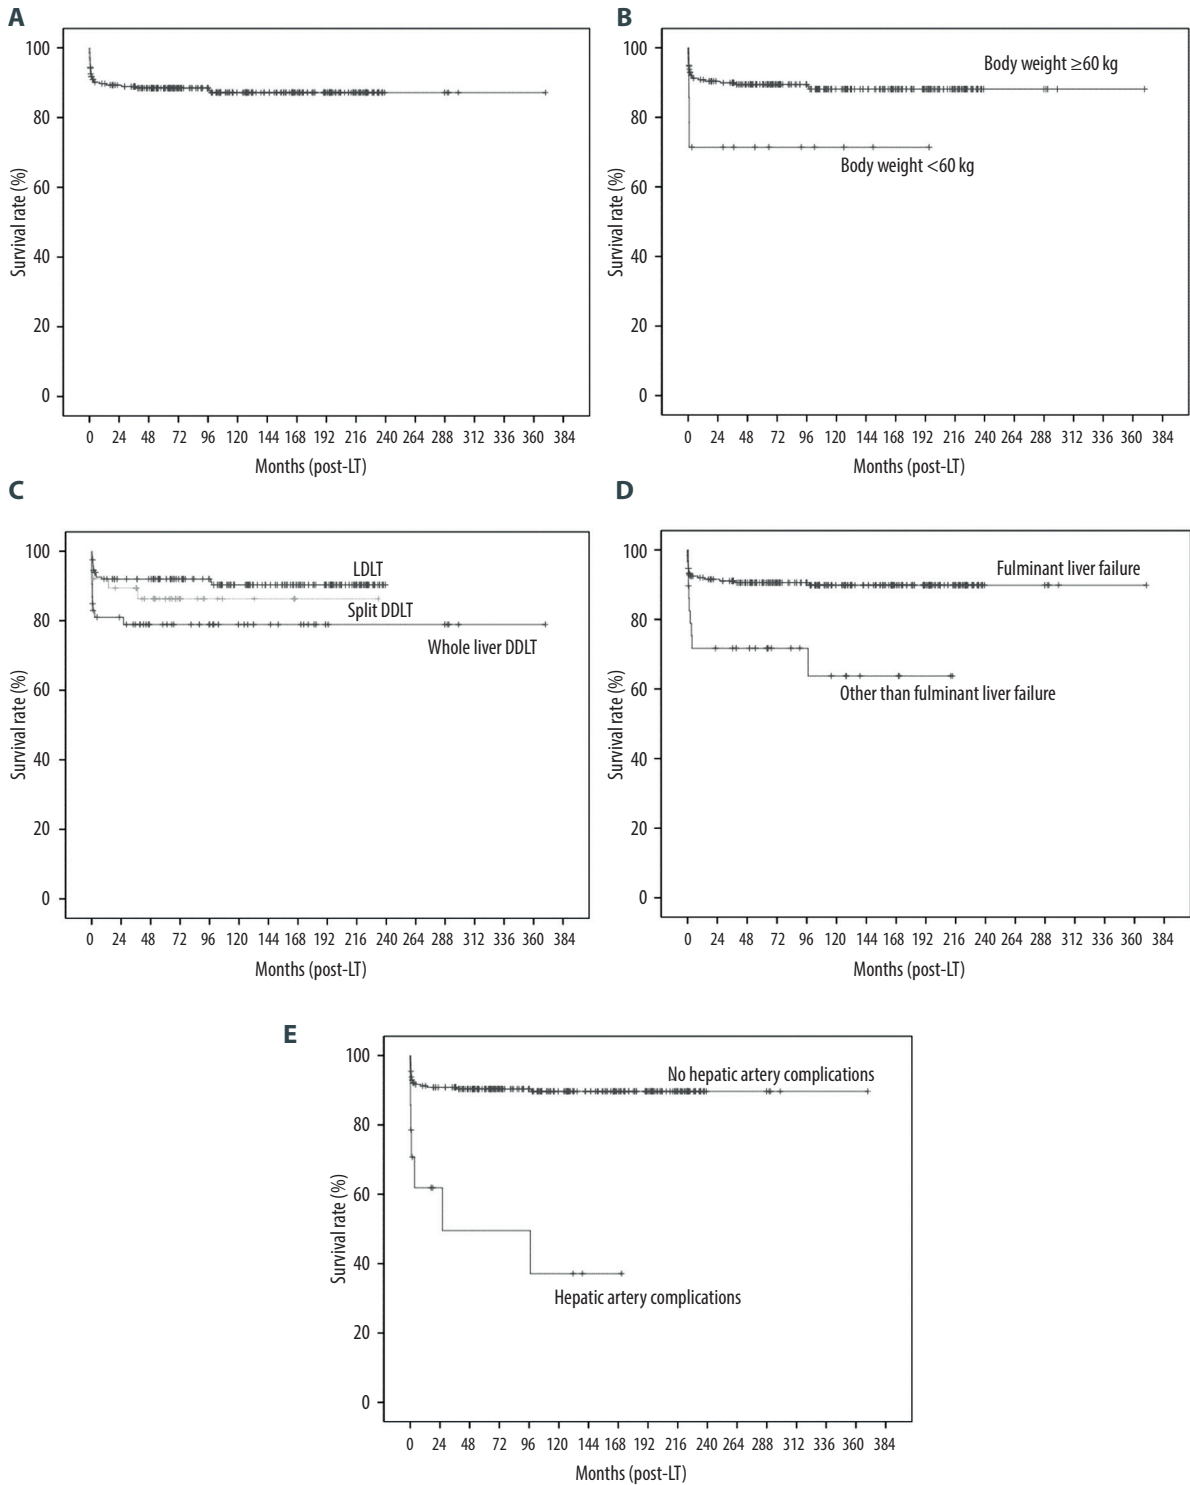 A
100
80
60
40
20
0
Survival rate (%)
0 24 48 72 96 120 144 168 192 216 240 264 288 312 336 360 384
Months (post-LT)
B
100
80
60
40
20
0
Survival rate (%)
Body weight ≥60 kg
Body weight <60 kg
0 24 48 72 96 120 144 168 192 216 240 264 288 312 336 360 384
Months (post-LT)
C
100
80
60
40
20
0
Survival rate (%)
LDLT
Split DDLT
Whole liver DDLT
0 24 48 72 96 120 144 168 192 216 240 264 288 312 336 360 384
Months (post-LT)
D
100
80
60
40
20
0
Survival rate (%)
Fulminant liver failure
Other than fulminant liver failure
0 24 48 72 96 120 144 168 192 216 240 264 288 312 336 360 384
Months (post-LT)
E
100
80
60
40
20
0
Survival rate (%)
No hepatic artery complications
Hepatic artery complications
0 24 48 72 96 120 144 168 192 216 240 264 288 312 336 360 384
Months (post-LT)